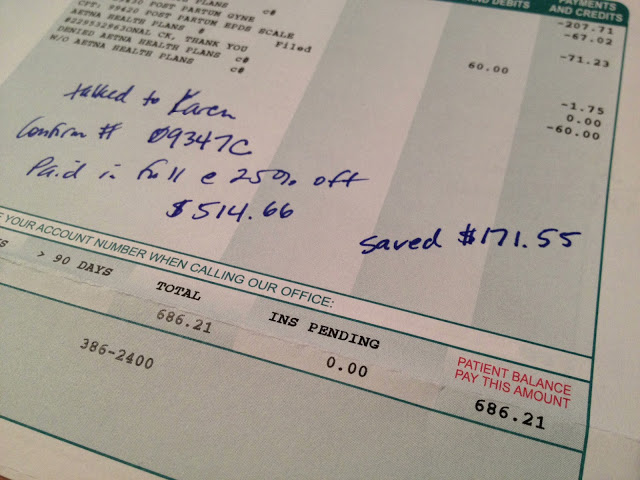 PLANS c#
POST PARTUM GYNE
CPT: 99420 POST PARTUM EPDS SCALE
AETNA HEALTH PLANS # Filed
CK, THANK YOU
DENIED AETNA HEALTH PLANS c#
W/O AETNA HEALTH PLANS c#
AND DEBITS
PAYMENTS
AND CREDITS
-207.71
-67.02
-71.23
60.00
-1.75
0.00
-60.00
talked to Karen
Confirm # 09347C
Paid in full @ 25% off
$514.66
saved $171.55
YOUR ACCOUNT NUMBER WHEN CALLING OUR OFFICE:
> 90 DAYS
TOTAL
INS PENDING
PATIENT BALANCE
PAY THIS AMOUNT
686.21
0.00
686.21
386-2400